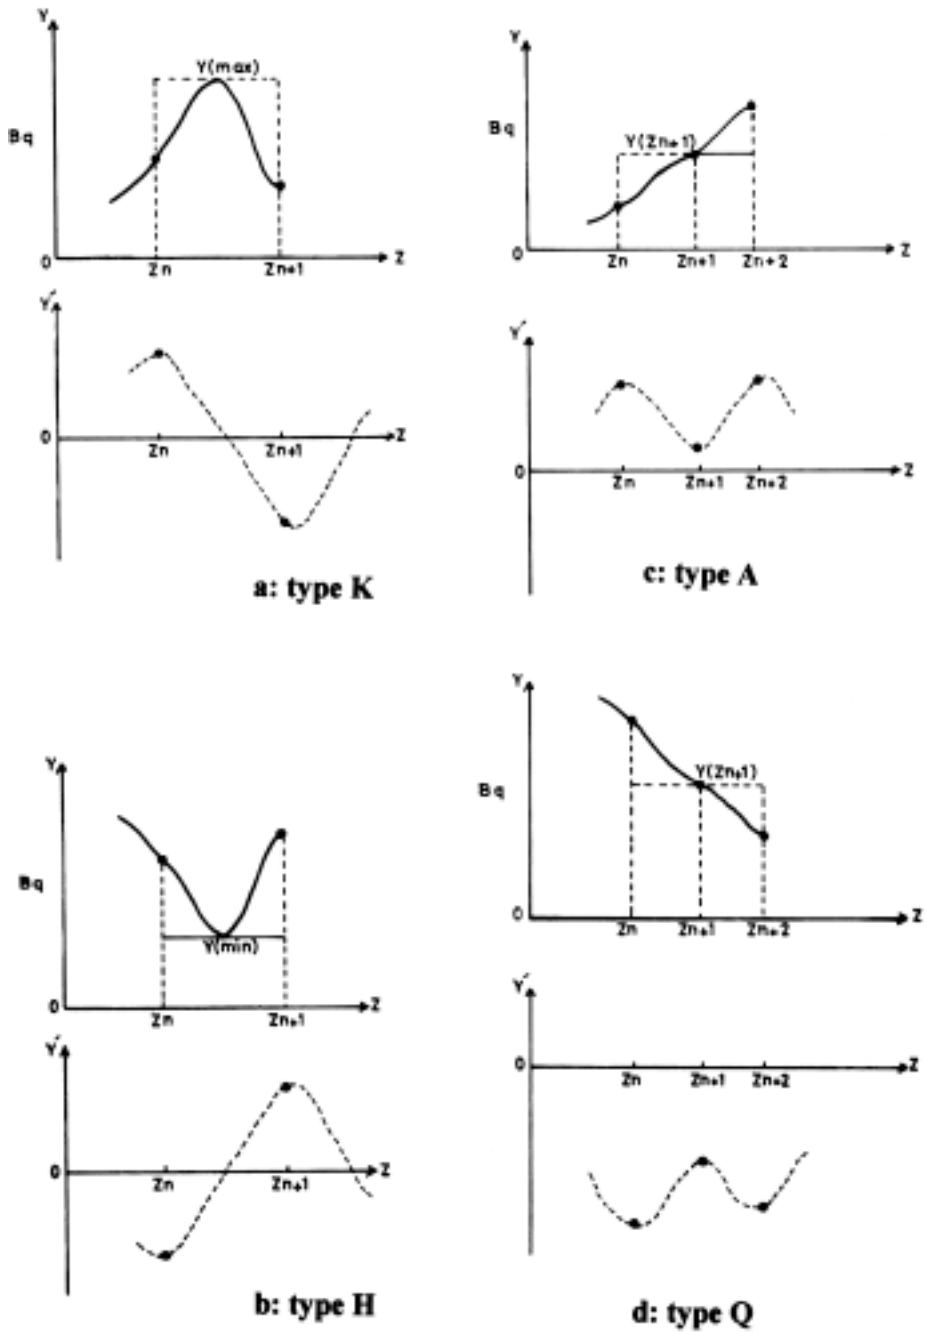 Y
Y(max)
Bq
0
Zn
Zn+1
Z
Y'
0
Zn
Zn+1
Z
a: type K
Y
Y(Zn+1)
Bq
0
Zn
Zn+1
Zn+2
Z
Y'
0
Zn
Zn+1
Zn+2
Z
c: type A
Y
Bq
Y(min)
0
Zn
Zn+1
Z
Y'
0
Zn
Zn+1
Z
b: type H
Y
Y(Zn+1)
Bq
0
Zn
Zn+1
Zn+2
Z
Y'
0
Zn
Zn+1
Zn+2
Z
d: type Q